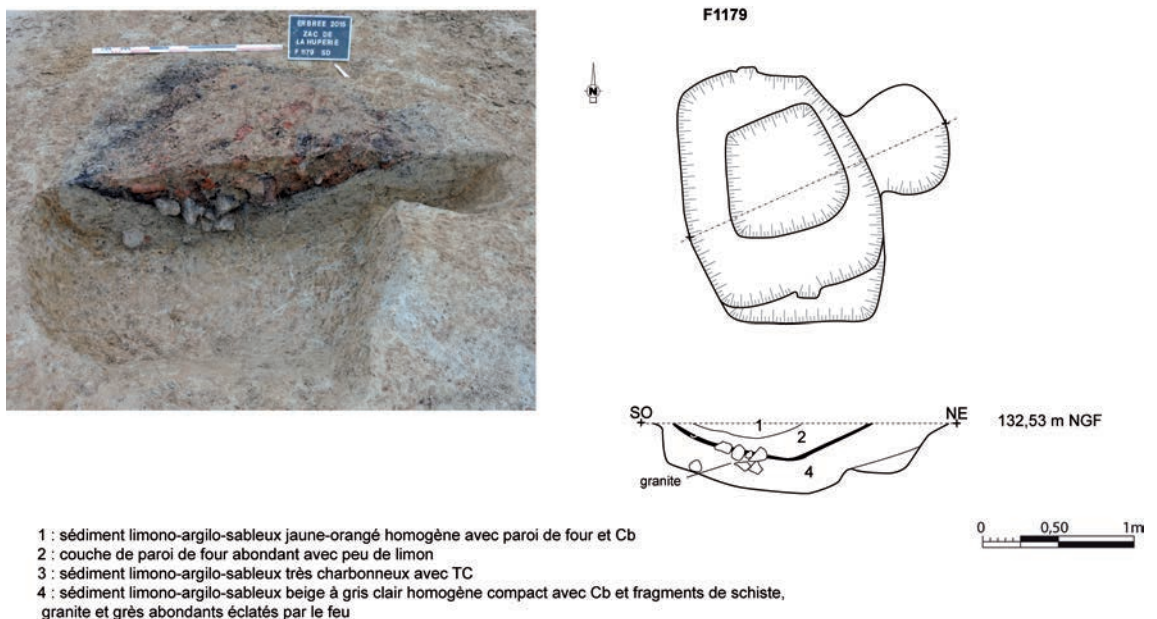 F1179
ERBREE 2015
ZAC DE
LA HUPERIE
F 1179 SD
N
SO
NE
132,53 m NGF
1
2
4
granite
0 0,50 1m
1 : sédiment limono-argilo-sableux jaune-orangé homogène avec paroi de four et Cb
2 : couche de paroi de four abondant avec peu de limon
3 : sédiment limono-argilo-sableux très charbonneux avec TC
4 : sédiment limono-argilo-sableux beige à gris clair homogène compact avec Cb et fragments de schiste,
granite et grès abondants éclatés par le feu